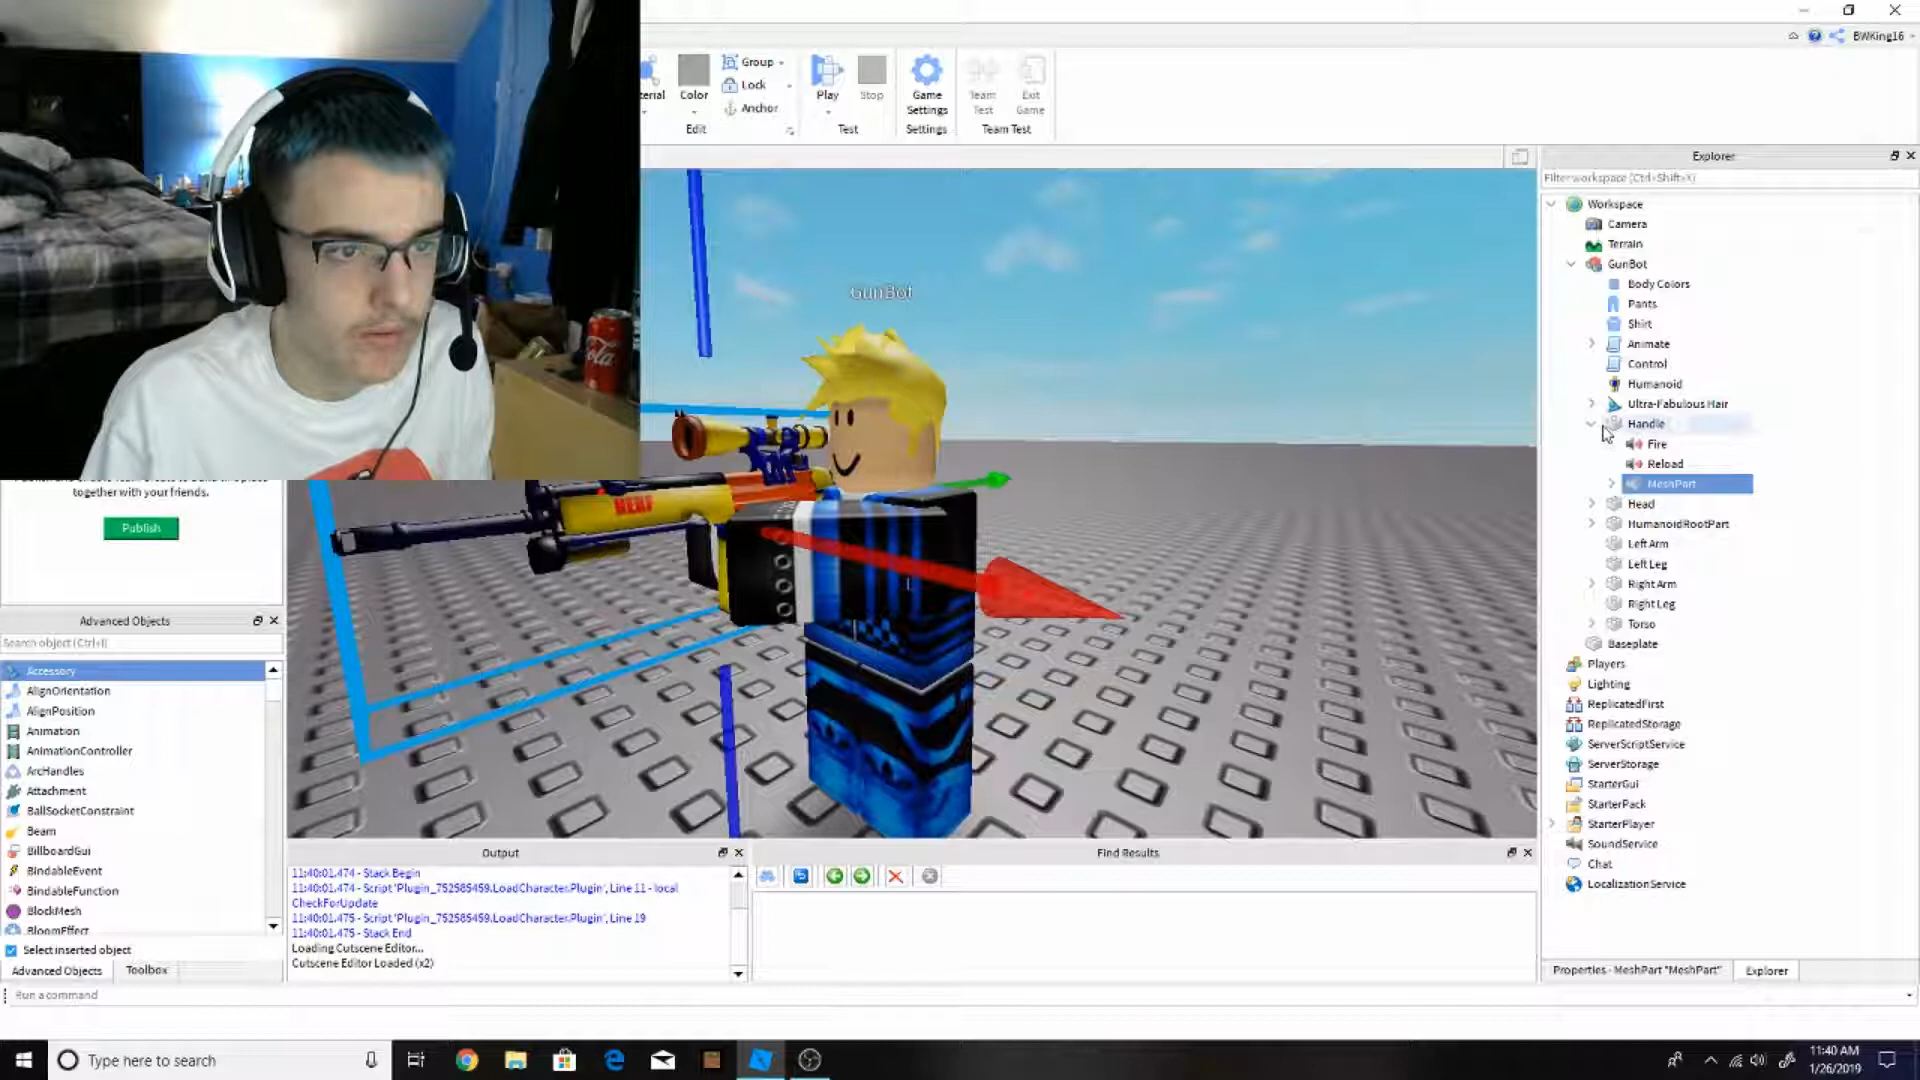 BWKing16
Material
Color
Group
Lock
Anchor
Edit
Play
Stop
Test
Game Settings
Settings
Team Test
Exit Game
Team Test
Explorer
Filter workspace (Ctrl+Shift+X)
Workspace
Camera
Terrain
GunBot
Body Colors
Pants
Shirt
Animate
Control
Humanoid
Ultra-Fabulous Hair
Handle
Fire
Reload
MeshPart
Head
HumanoidRootPart
Left Arm
Left Leg
Right Arm
Right Leg
Torso
Baseplate
Players
Lighting
ReplicatedFirst
ReplicatedStorage
ServerScriptService
ServerStorage
StarterGui
StarterPack
StarterPlayer
SoundService
Chat
LocalizationService
Properties - MeshPart "MeshPart"
Explorer
GunBot
NERF
Cola
together with your friends.
Publish
Advanced Objects
Search object (Ctrl+I)
Accessory
AlignOrientation
AlignPosition
Animation
AnimationController
ArcHandles
Attachment
BallSocketConstraint
Beam
BillboardGui
BindableEvent
BindableFunction
BlockMesh
BloomEffect
Select inserted object
Advanced Objects
Toolbox
Output
11:40:01.474 - Stack Begin
11:40:01.474 - Script 'Plugin_752585459.LoadCharacter.Plugin', Line 11 - local
CheckForUpdate
11:40:01.475 - Script 'Plugin_752585459.LoadCharacter.Plugin', Line 19
11:40:01.475 - Stack End
Loading Cutscene Editor...
Cutscene Editor Loaded (x2)
Find Results
Run a command
Type here to search
11:40 AM
1/26/2019